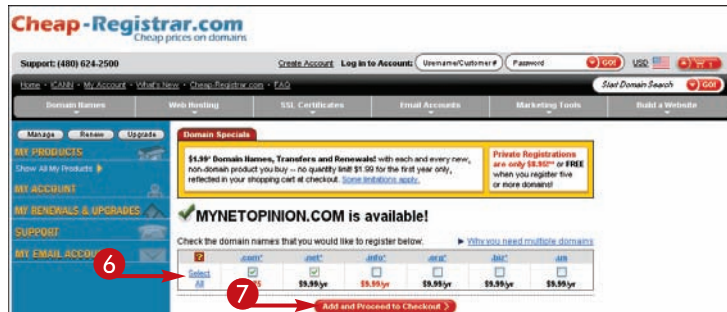 Cheap-Registrar.com
Cheap prices on domains
Support: (480) 624-2500
Create Account Log in to Account: Username/Customer # Password GO! USD 1
Home · ICANN · My Account · What's New · Cheap-Registrar.com · FAQ
Start Domain Search GO!
Domain Names Web Hosting SSL Certificates Email Accounts Marketing Tools Build a Website
Manage Renew Upgrade
MY PRODUCTS
Show All My Products
MY ACCOUNT
MY RENEWALS & UPGRADES
SUPPORT
MY EMAIL ACCOU
Domain Specials
$1.99* Domain Names, Transfers and Renewals! with each and every new,
non-domain product you buy -- no quantity limit! $1.99 for the first year only,
reflected in your shopping cart at checkout. Some limitations apply.
Private Registrations
are only $8.95** or FREE
when you register five
or more domains!
MYNETOPINION.COM is available!
Check the domain names that you would like to register below.
Why you need multiple domains
? .com* .net* .info* .org* .biz* .us
Select
All
$9.99/yr $9.99/yr $9.99/yr $9.99/yr
6
7
Add and Proceed to Checkout